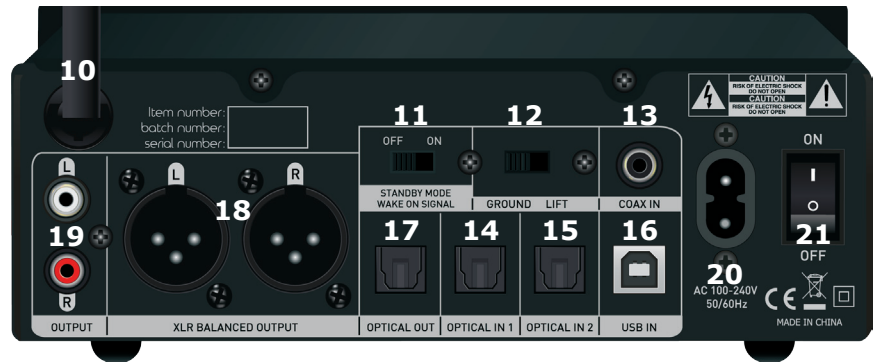 10
CAUTION
RISK OF ELECTRIC SHOCK
DO NOT OPEN
CAUTION
RISK OF ELECTRIC SHOCK
DO NOT OPEN
Item number:
batch number:
serial number:
11
12
13
OFF ON
ON
STANDBY MODE
WAKE ON SIGNAL
GROUND LIFT
COAX IN
L
L
R
18
19
R
17
14
15
16
20
21
OFF
AC 100-240V
50/60Hz
CE
MADE IN CHINA
OUTPUT
XLR BALANCED OUTPUT
OPTICAL OUT
OPTICAL IN 1
OPTICAL IN 2
USB IN